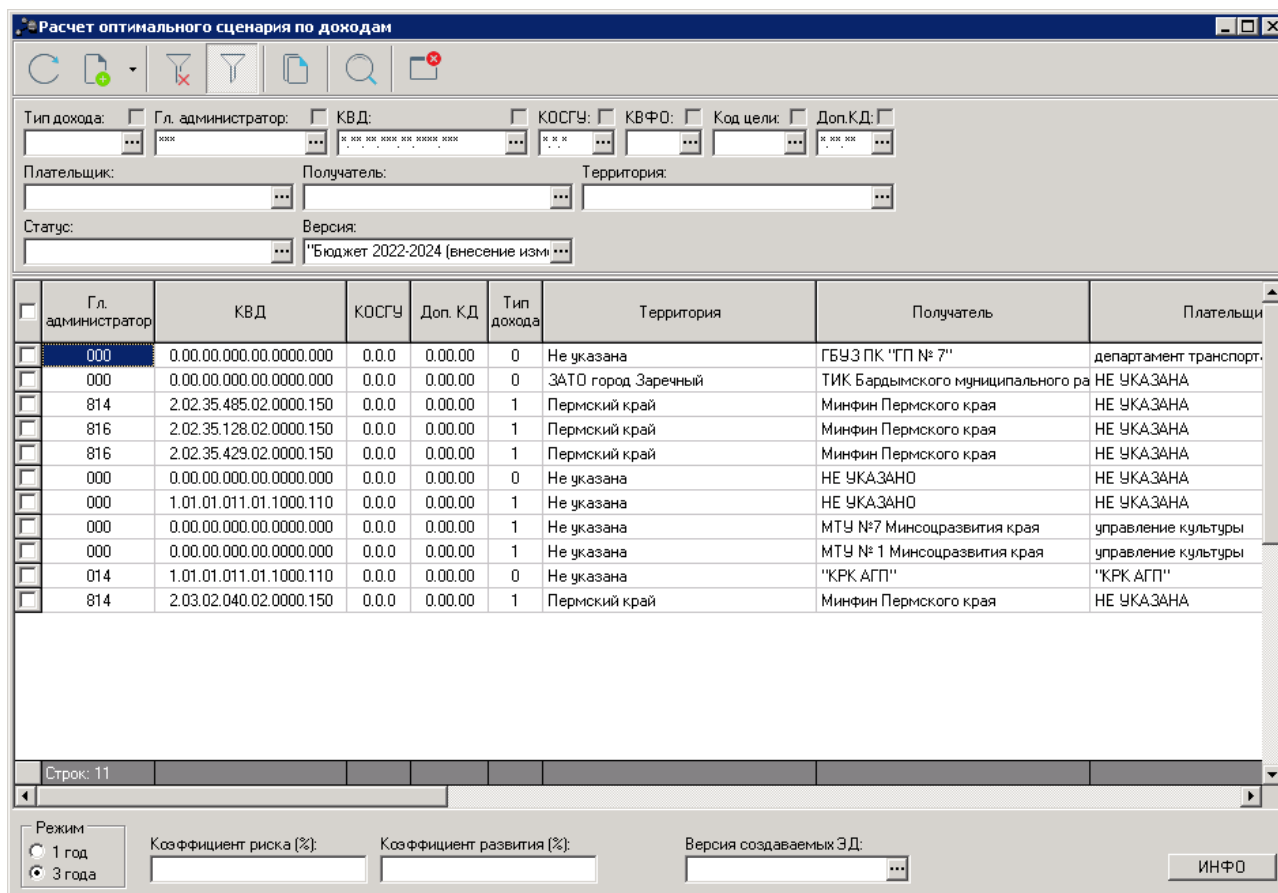 Расчет оптимального сценария по доходам
Тип дохода: Гл. администратор: КВД: КОСГУ: КВФО: Код цели: Доп.КД:
*** *.**.**.***.**.****.*** *.*.* *.**.**
Плательщик: Получатель: Территория:
Статус: Версия:
"Бюджет 2022-2024 (внесение изм
Гл. администратор КВД КОСГУ Доп. КД Тип дохода Территория Получатель Плательщи
000 0.00.00.000.00.0000.000 0.0.0 0.00.00 0 Не указана ГБУЗ ПК "ГП № 7" департамент транспорт
000 0.00.00.000.00.0000.000 0.0.0 0.00.00 0 ЗАТО город Заречный ТИК Бардымского муниципального ра НЕ УКАЗАНА
814 2.02.35.485.02.0000.150 0.0.0 0.00.00 1 Пермский край Минфин Пермского края НЕ УКАЗАНА
816 2.02.35.128.02.0000.150 0.0.0 0.00.00 1 Пермский край Минфин Пермского края НЕ УКАЗАНА
816 2.02.35.429.02.0000.150 0.0.0 0.00.00 1 Пермский край Минфин Пермского края НЕ УКАЗАНА
000 0.00.00.000.00.0000.000 0.0.0 0.00.00 0 Не указана НЕ УКАЗАНО НЕ УКАЗАНА
000 1.01.01.011.01.1000.110 0.0.0 0.00.00 1 Не указана НЕ УКАЗАНО НЕ УКАЗАНА
000 0.00.00.000.00.0000.000 0.0.0 0.00.00 1 Не указана МТУ №7 Минсоцразвития края управление культуры
000 0.00.00.000.00.0000.000 0.0.0 0.00.00 1 Не указана МТУ № 1 Минсоцразвития края управление культуры
014 1.01.01.011.01.1000.110 0.0.0 0.00.00 0 Не указана "КРК АГП" "КРК АГП"
814 2.03.02.040.02.0000.150 0.0.0 0.00.00 1 Пермский край Минфин Пермского края НЕ УКАЗАНА
Строк: 11
Режим
1 год
3 года
Коэффициент риска (%): Коэффициент развития (%): Версия создаваемых ЭД:
ИНФО